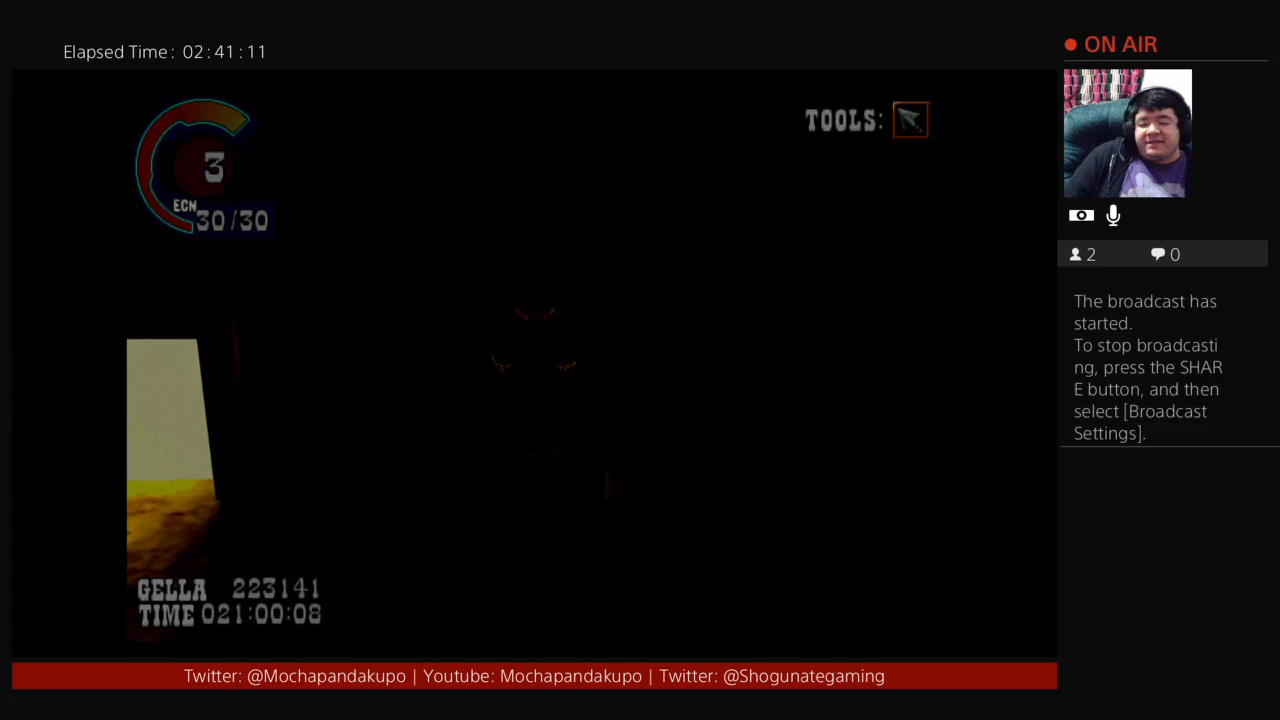 Elapsed Time: 02:41:11
ON AIR
TOOLS:
3
ECN
30/30
2 0
The broadcast has
started.
To stop broadcasti
ng, press the SHAR
E button, and then
select [Broadcast
Settings].
GELLA 223141
TIME 021:00:08
Twitter: @Mochapandakupo | Youtube: Mochapandakupo | Twitter: @Shogunategaming